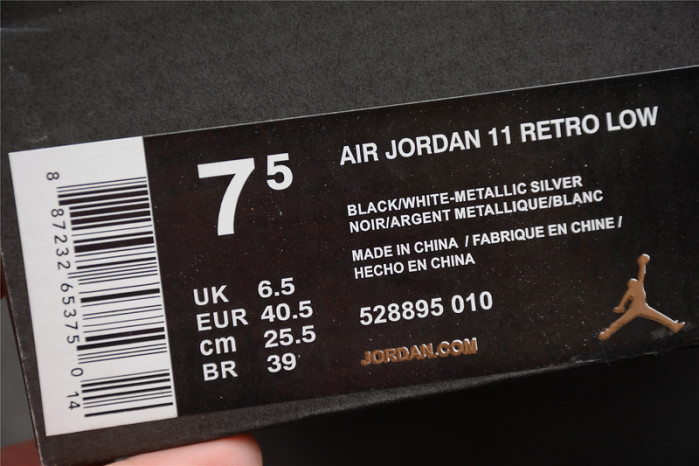 8 87232 65375 0 14
7 5
AIR JORDAN 11 RETRO LOW
BLACK/WHITE-METALLIC SILVER
NOIR/ARGENT METALLIQUE/BLANC
MADE IN CHINA / FABRIQUE EN CHINE /
HECHO EN CHINA
UK 6.5
EUR 40.5
cm 25.5
BR 39
528895 010
JORDAN.COM